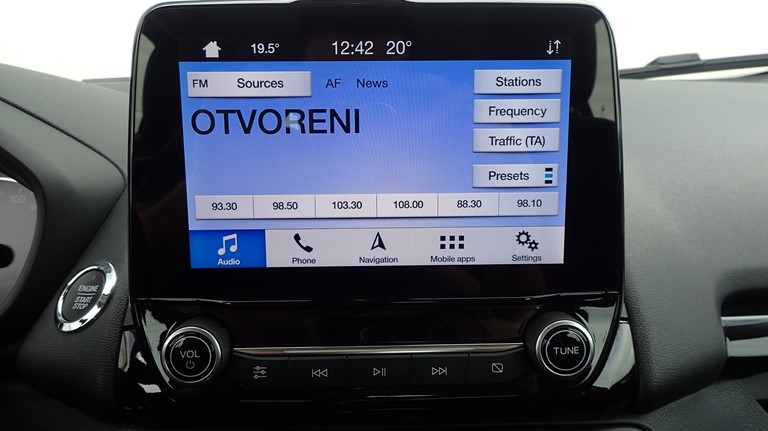 19.5° 12:42 20°
FM Sources AF News
Stations
OTVORENI
Frequency
Traffic (TA)
Presets
93.30 98.50 103.30 108.00 88.30 98.10
Audio Phone Navigation Mobile apps Settings
ENGINE
START
STOP
VOL
TUNE
100